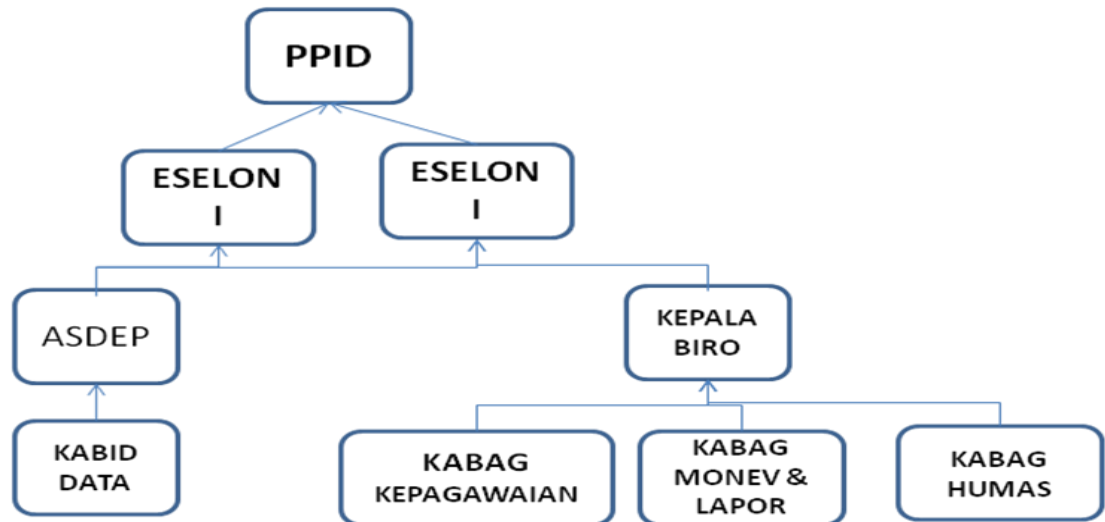 PPID
ESELON
I
ESELON
I
ASDEP
KEPALA
BIRO
KABID
DATA
KABAG
KEPAGAWAIAN
KABAG
MONEV &
LAPOR
KABAG
HUMAS